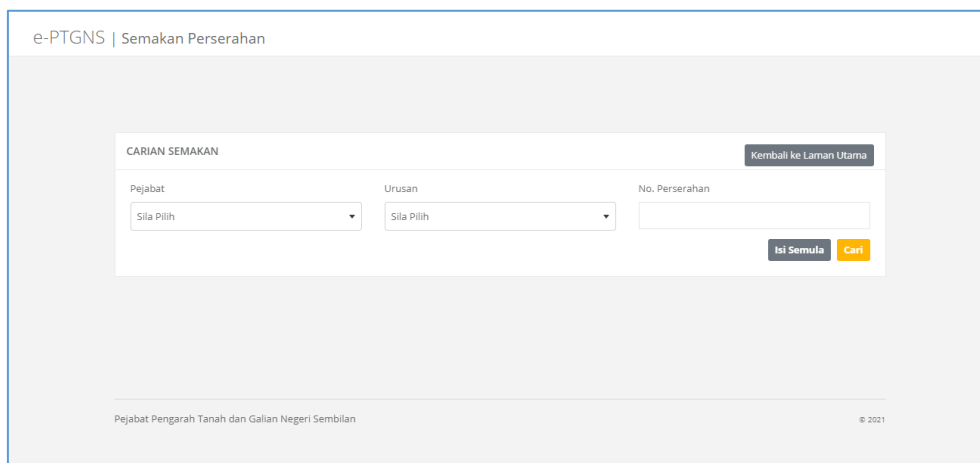 e-PTGNS | Semakan Perserahan
CARIAN SEMAKAN
Kembali ke Laman Utama
Pejabat
Urusan
No. Perserahan
Sila Pilih
Sila Pilih
Isi Semula
Cari
Pejabat Pengarah Tanah dan Galian Negeri Sembilan
© 2021